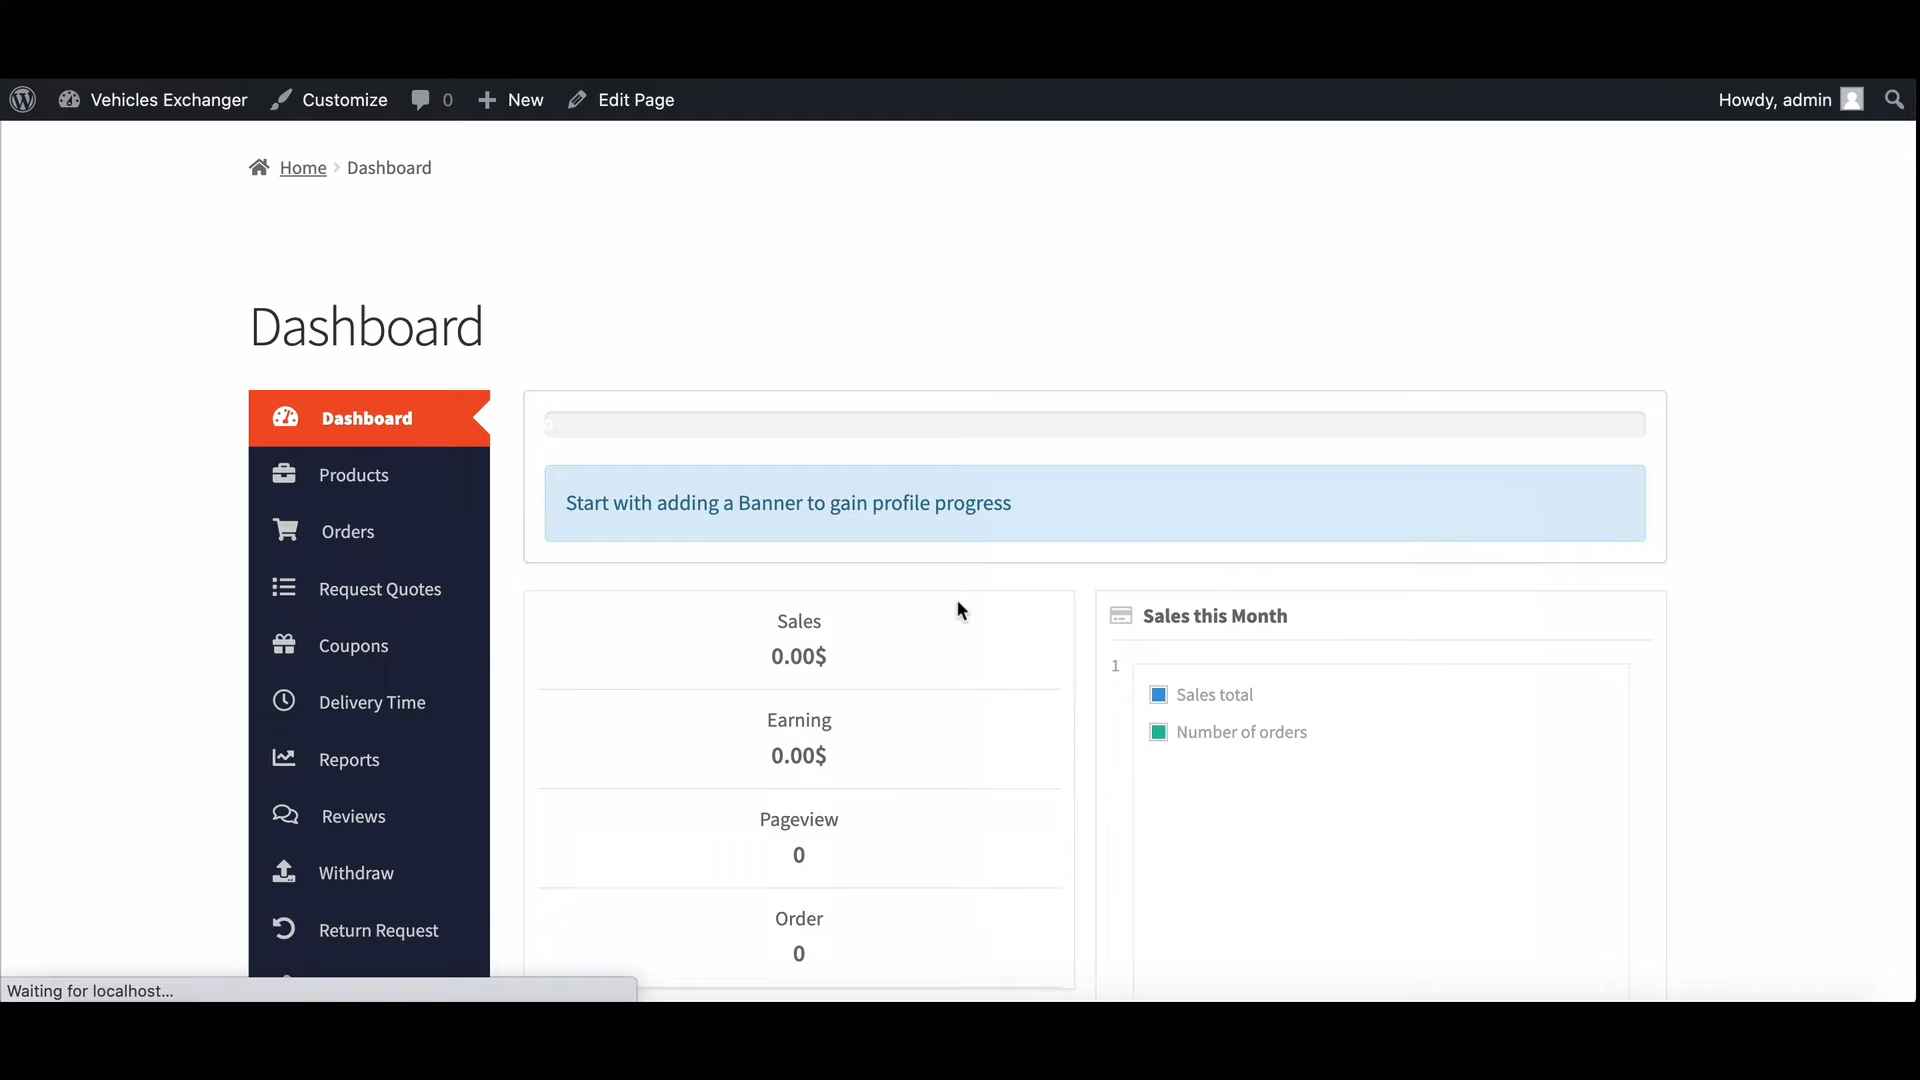 Vehicles Exchanger Customize 0 New Edit Page Howdy, admin
Home Dashboard
Dashboard
Dashboard
Products
Orders
Request Quotes
Coupons
Delivery Time
Reports
Reviews
Withdraw
Return Request
0
Start with adding a Banner to gain profile progress
Sales
0.00$
Earning
0.00$
Pageview
0
Order
0
Sales this Month
1
Sales total
Number of orders
Waiting for localhost...